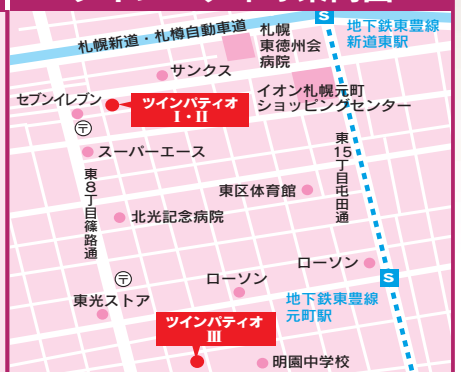 札幌新道・札樽自動車道
札幌
東徳州会
病院
S
地下鉄東豊線
新道東駅
サンクス
セブンイレブン
ツインパティオ
I・II
イオン札幌元町
ショッピングセンター
〒
スーパーエース
東15丁目屯田通
東8丁目篠路通
東区体育館
北光記念病院
〒
ローソン
ローソン
S
東光ストア
地下鉄東豊線
元町駅
ツインパティオ
III
明園中学校